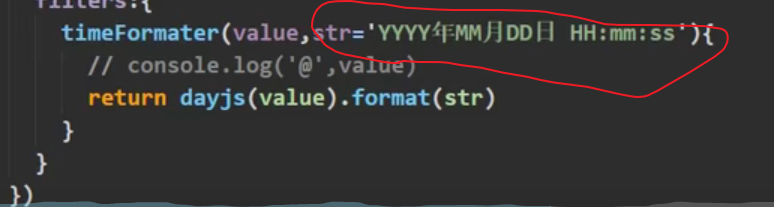 filters:{
timeFormater(value,str='YYYY年MM月DD日 HH:mm:ss'){
// console.log('@',value)
return dayjs(value).format(str)
}
}
})